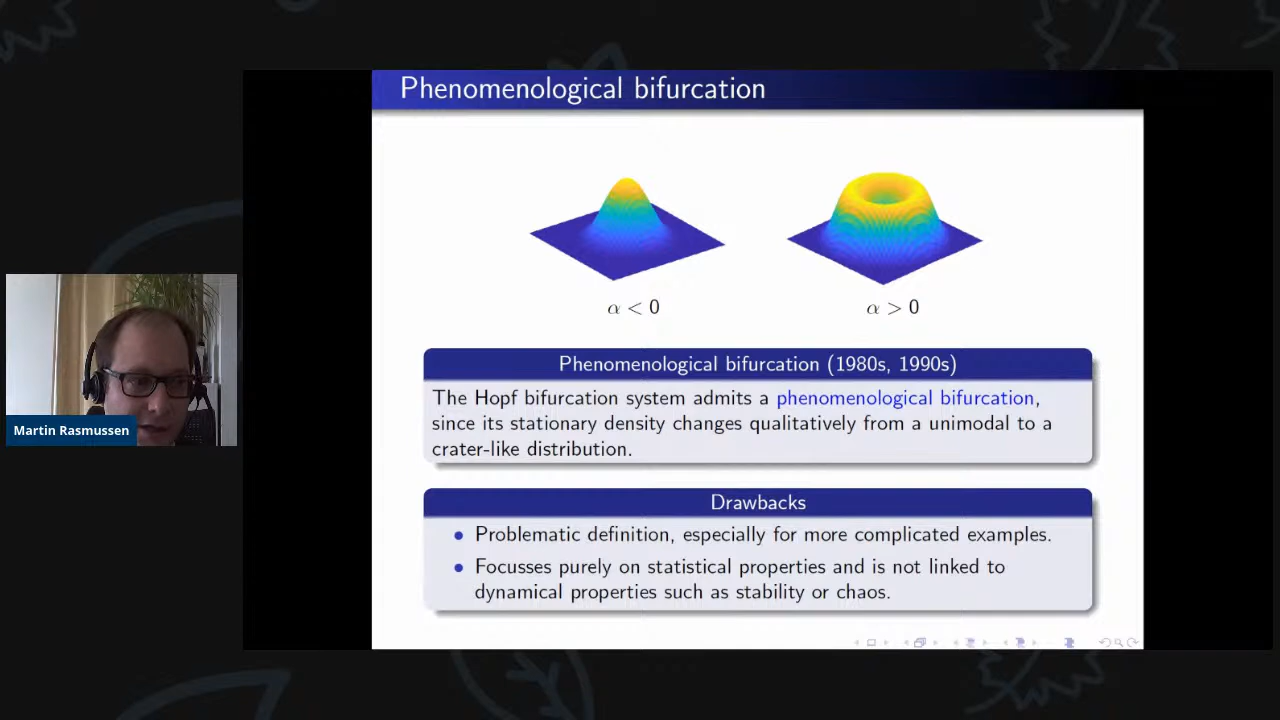 Phenomenological bifurcation
α < 0
α > 0
Phenomenological bifurcation (1980s, 1990s)
The Hopf bifurcation system admits a phenomenological bifurcation,
since its stationary density changes qualitatively from a unimodal to a
crater-like distribution.
Martin Rasmussen
Drawbacks
• Problematic definition, especially for more complicated examples.
• Focusses purely on statistical properties and is not linked to
dynamical properties such as stability or chaos.